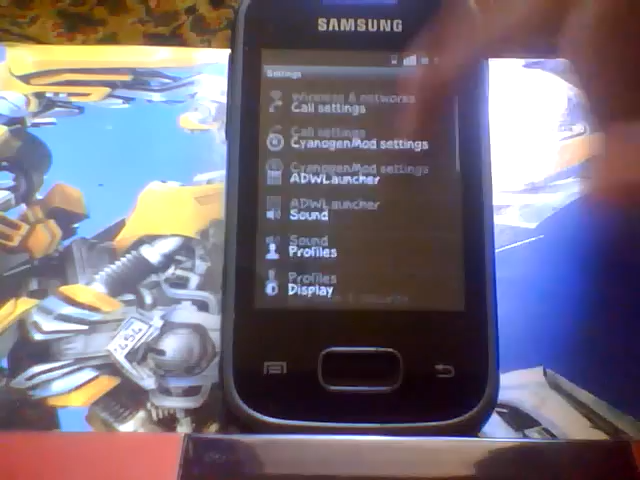 SAMSUNG
Settings
Wireless & networks
Call settings
Call settings
CyanogenMod settings
CyanogenMod settings
ADWLauncher
ADWLauncher
Sound
Sound
Profiles
Profiles
Display